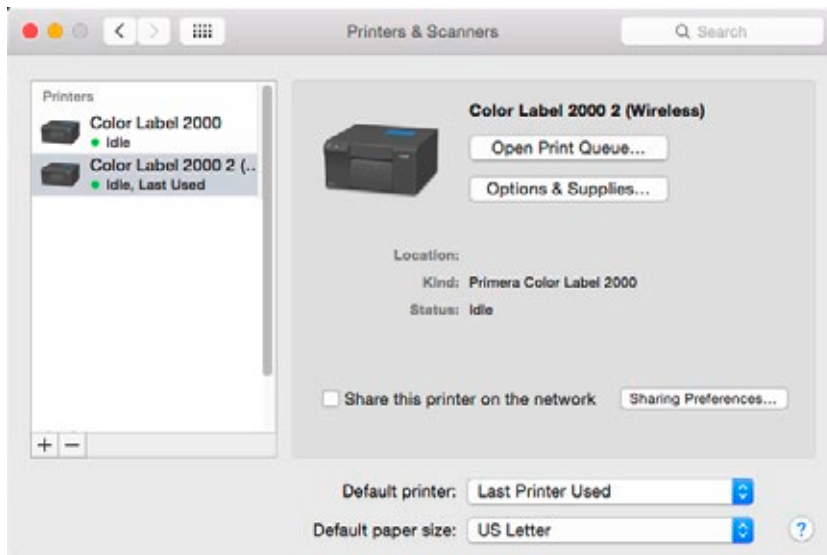 Printers & Scanners
Search
Printers
Color Label 2000
Idle
Color Label 2000 2 (..
Idle, Last Used
Color Label 2000 2 (Wireless)
Open Print Queue...
Options & Supplies...
Location:
Kind: Primera Color Label 2000
Status: Idle
Share this printer on the network
Sharing Preferences...
Default printer: Last Printer Used
Default paper size: US Letter
?